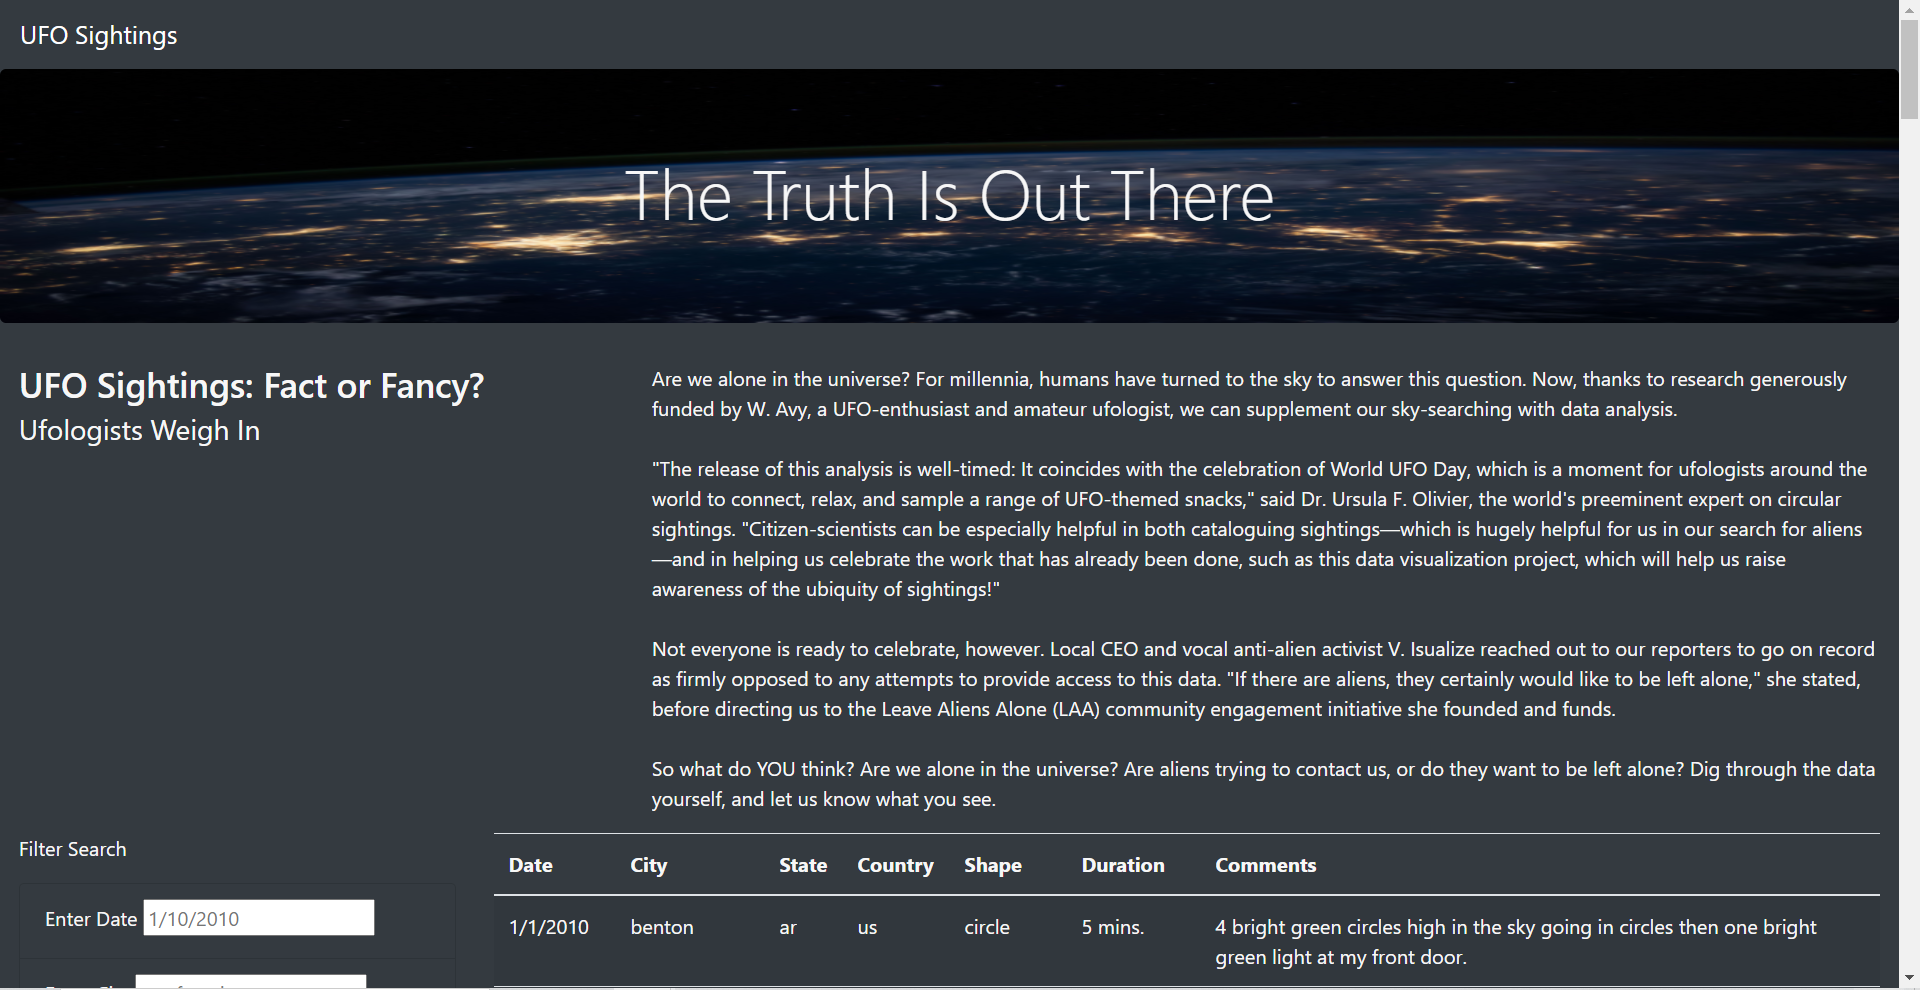 UFO Sightings
The Truth Is Out There
UFO Sightings: Fact or Fancy?
Ufologists Weigh In
Are we alone in the universe? For millennia, humans have turned to the sky to answer this question. Now, thanks to research generously
funded by W. Avy, a UFO-enthusiast and amateur ufologist, we can supplement our sky-searching with data analysis.
"The release of this analysis is well-timed: It coincides with the celebration of World UFO Day, which is a moment for ufologists around the
world to connect, relax, and sample a range of UFO-themed snacks," said Dr. Ursula F. Olivier, the world's preeminent expert on circular
sightings. "Citizen-scientists can be especially helpful in both cataloguing sightings—which is hugely helpful for us in our search for aliens
—and in helping us celebrate the work that has already been done, such as this data visualization project, which will help us raise
awareness of the ubiquity of sightings!"
Not everyone is ready to celebrate, however. Local CEO and vocal anti-alien activist V. Isualize reached out to our reporters to go on record
as firmly opposed to any attempts to provide access to this data. "If there are aliens, they certainly would like to be left alone," she stated,
before directing us to the Leave Aliens Alone (LAA) community engagement initiative she founded and funds.
So what do YOU think? Are we alone in the universe? Are aliens trying to contact us, or do they want to be left alone? Dig through the data
yourself, and let us know what you see.
Filter Search
Enter Date 1/10/2010
Date City State Country Shape Duration Comments
1/1/2010 benton ar us circle 5 mins. 4 bright green circles high in the sky going in circles then one bright
green light at my front door.